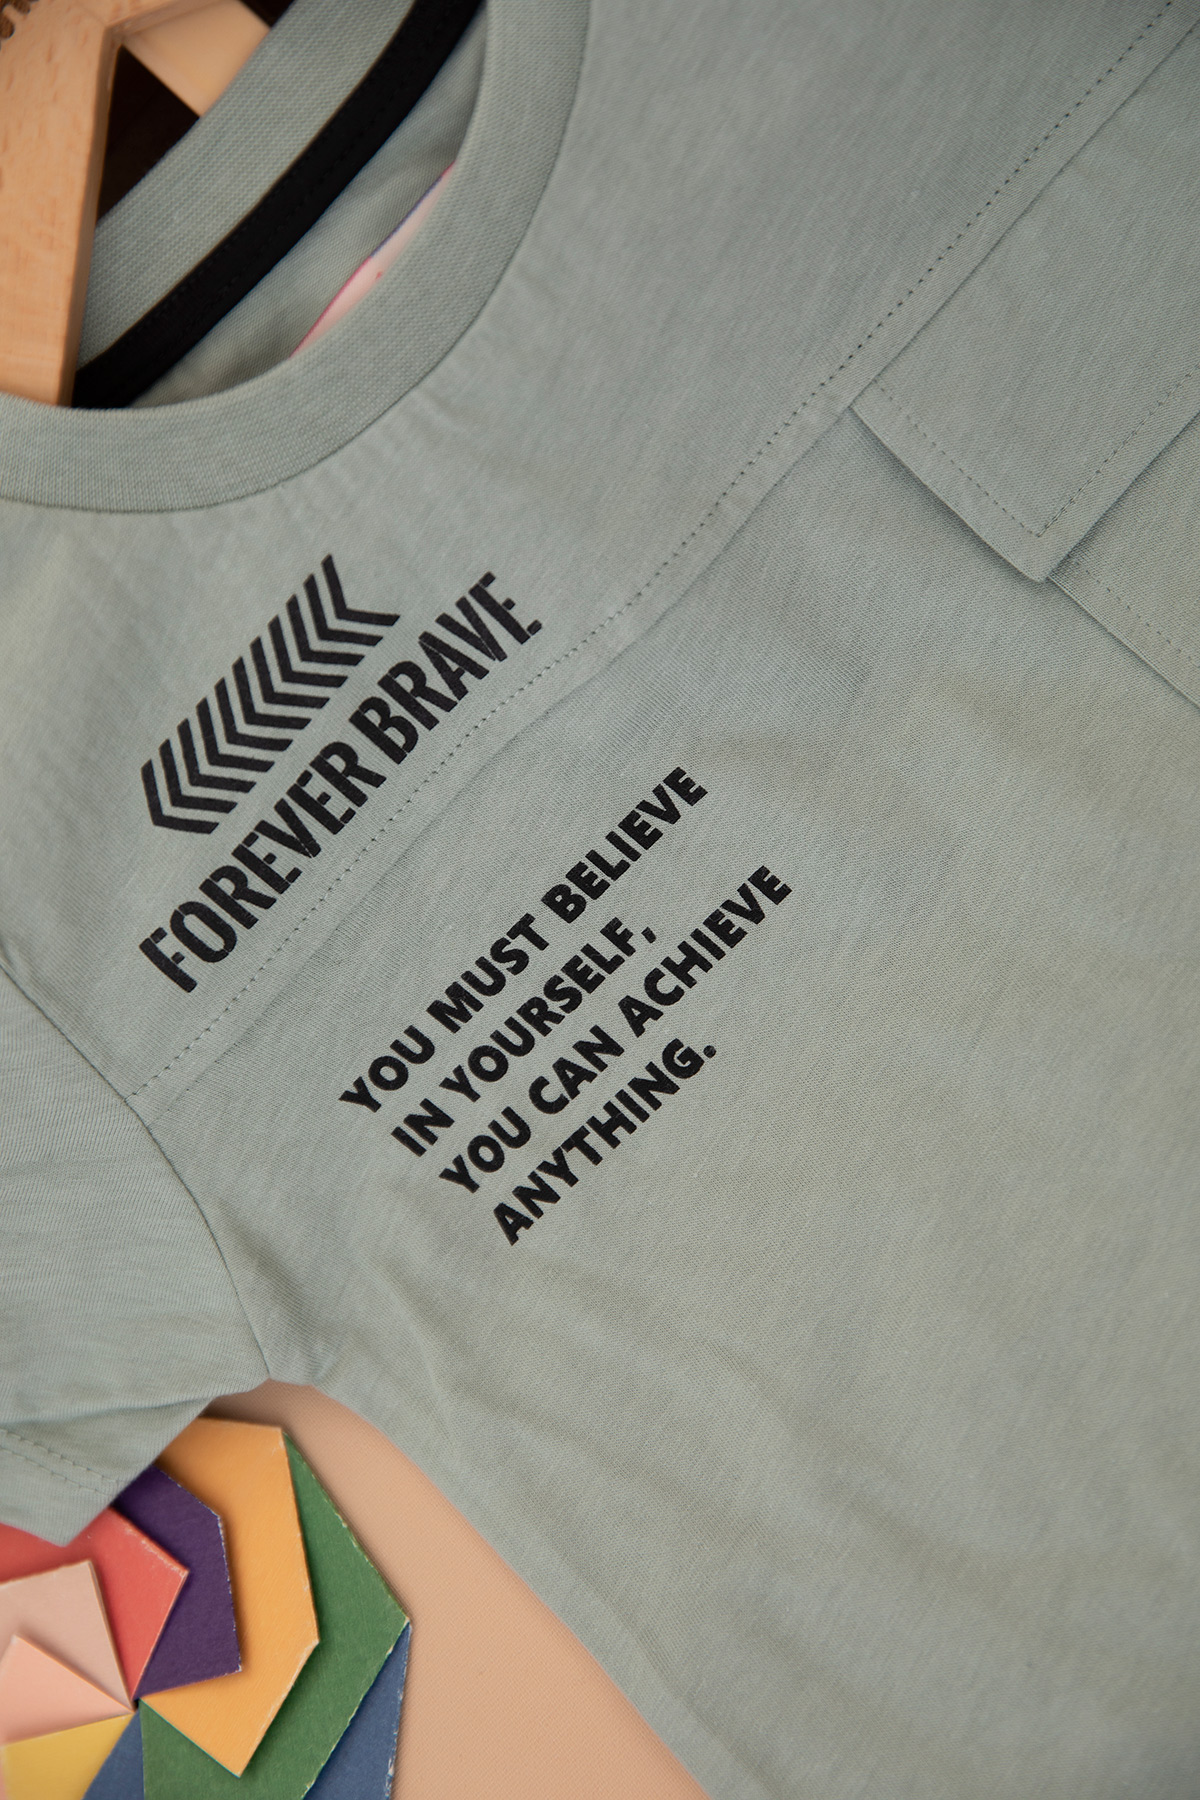 FOREVER BRAVE
YOU MUST BELIEVE
IN YOURSELF,
YOU CAN ACHIEVE
ANYTHING.